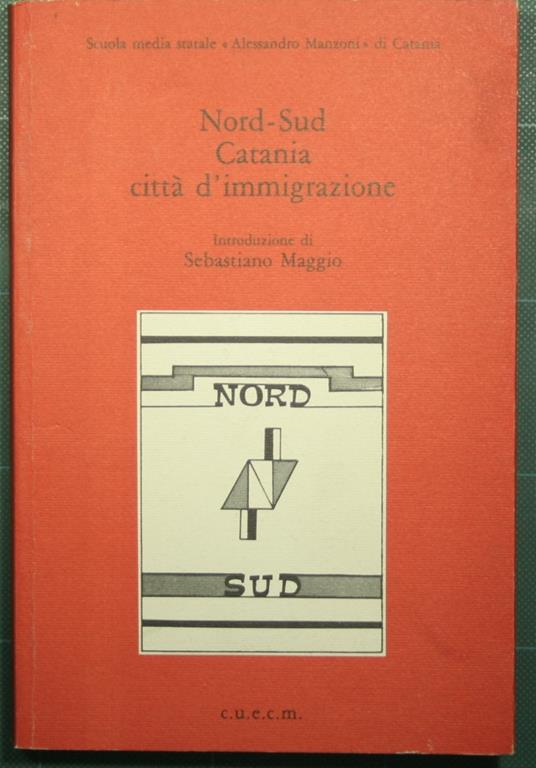 Scuola media statale «Alessandro Manzoni» di Catania
Nord-Sud
Catania
città d'immigrazione
Introduzione di
Sebastiano Maggio
NORD
SUD
c.u.e.c.m.